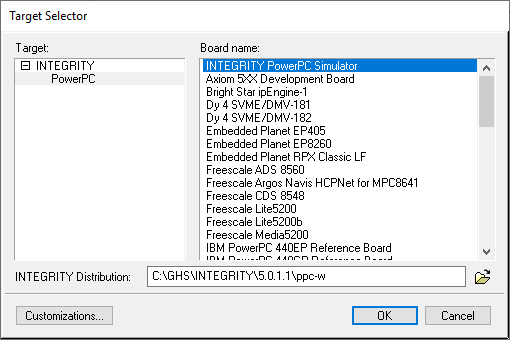 Target Selector
Target:
INTEGRITY
PowerPC
Board name:
INTEGRITY PowerPC Simulator
Axiom 5XX Development Board
Bright Star ipEngine-1
Dy 4 SVME/DMV-181
Dy 4 SVME/DMV-182
Embedded Planet EP405
Embedded Planet EP8260
Embedded Planet RPX Classic LF
Freescale ADS 8560
Freescale Argos Navis HCPNet for MPC8641
Freescale CDS 8548
Freescale Lite5200
Freescale Lite5200b
Freescale Media5200
IBM PowerPC 440EP Reference Board
IBM PowerPC 440GP Reference Board
INTEGRITY Distribution:
C:\GHS\INTEGRITY\5.0.1.1\ppc-w
Customizations...
OK
Cancel